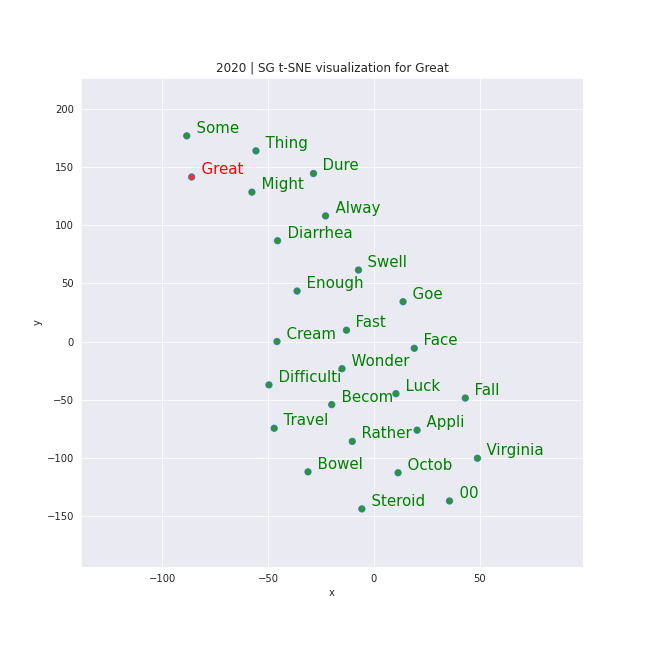 2020 | SG t-SNE visualization for Great
200
Some
Thing
150
Great
Dure
Might
Alway
100
Diarrhea
Swell
50
Enough
Goe
Fast
0
Cream
Face
Wonder
Difficulti
Luck
Fall
−50
Becom
Travel
Rather
Appli
−100
Bowel
Octob
Virginia
Steroid
00
−150
y
−100
−50
0
50
x